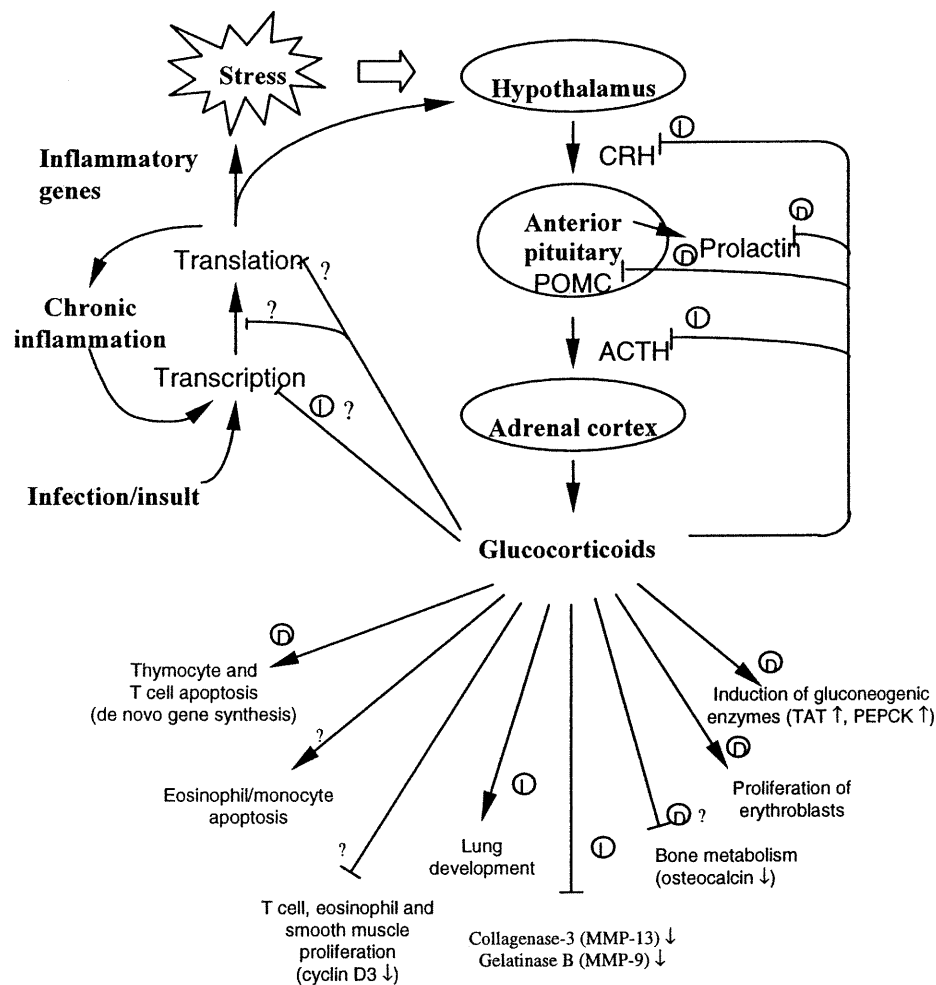 Stress
Hypothalamus
Inflammatory
genes
CRH
I
Anterior
pituitary
POMC
Prolactin
D
D
Translation
?
?
Chronic
inflammation
ACTH
I
Transcription
I ?
Adrenal cortex
Infection/insult
Glucocorticoids
D
Thymocyte and
T cell apoptosis
(de novo gene synthesis)
D
Induction of gluconeogenic
enzymes (TAT ↑, PEPCK ↑)
?
Eosinophil/monocyte
apoptosis
D
Proliferation of
erythroblasts
I
Lung
development
D ?
Bone metabolism
(osteocalcin ↓)
?
T cell, eosinophil and
smooth muscle
proliferation
(cyclin D3 ↓)
I
Collagenase-3 (MMP-13) ↓
Gelatinase B (MMP-9) ↓